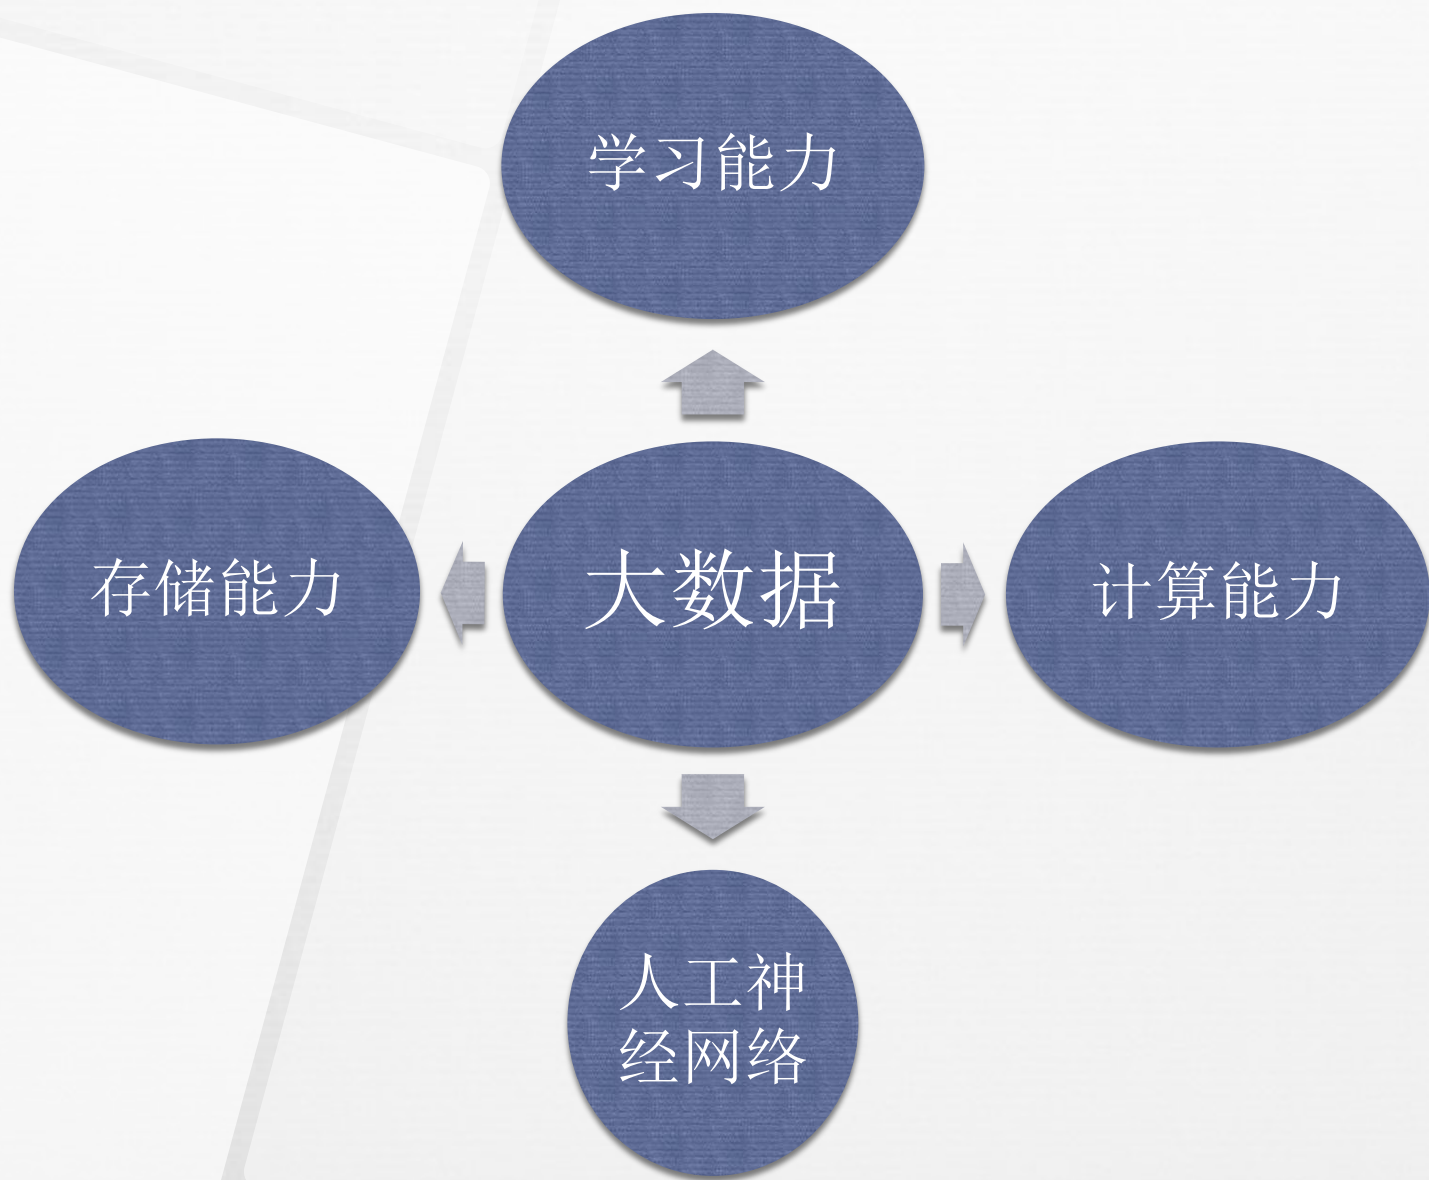 学习能力
存储能力
大数据
计算能力
人工神
经网络